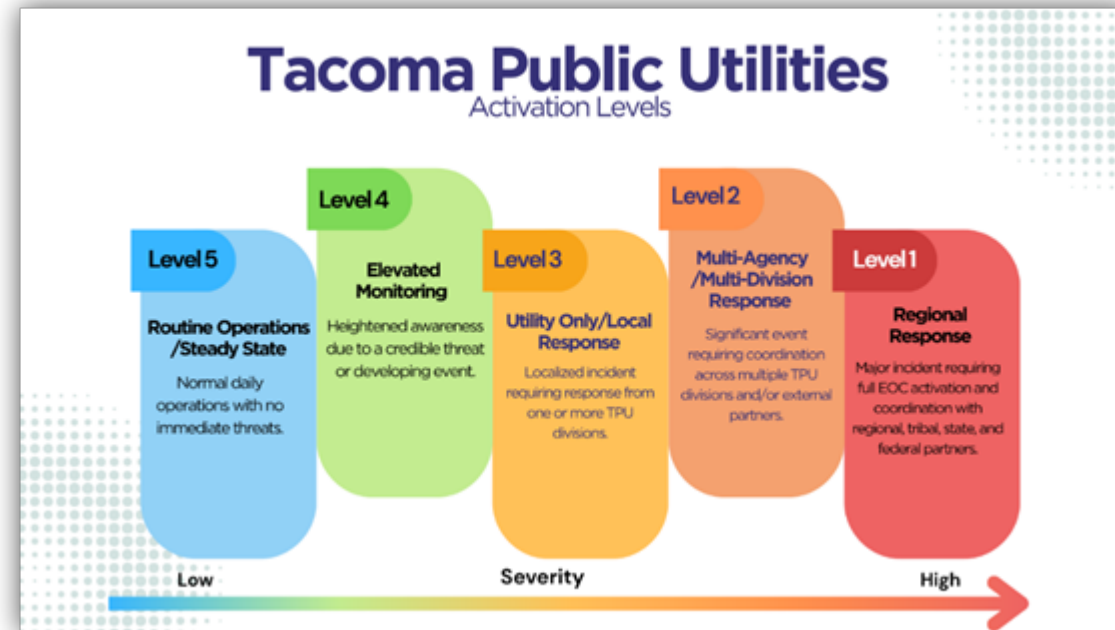 Tacoma Public Utilities
Activation Levels
Level 5
Routine Operations
/Steady State
Normal daily
operations with no
immediate threats.
Level 4
Elevated
Monitoring
Heightened awareness
due to a credible threat
or developing event.
Level 3
Utility Only/Local
Response
Localized incident
requiring response from
one or more TPU
divisions.
Level 2
Multi-Agency
/Multi-Division
Response
Significant event
requiring coordination
across multiple TPU
divisions and/or external
partners.
Level 1
Regional
Response
Major incident requiring
full EOC activation and
coordination with
regional, tribal, state, and
federal partners.
Low
Severity
High